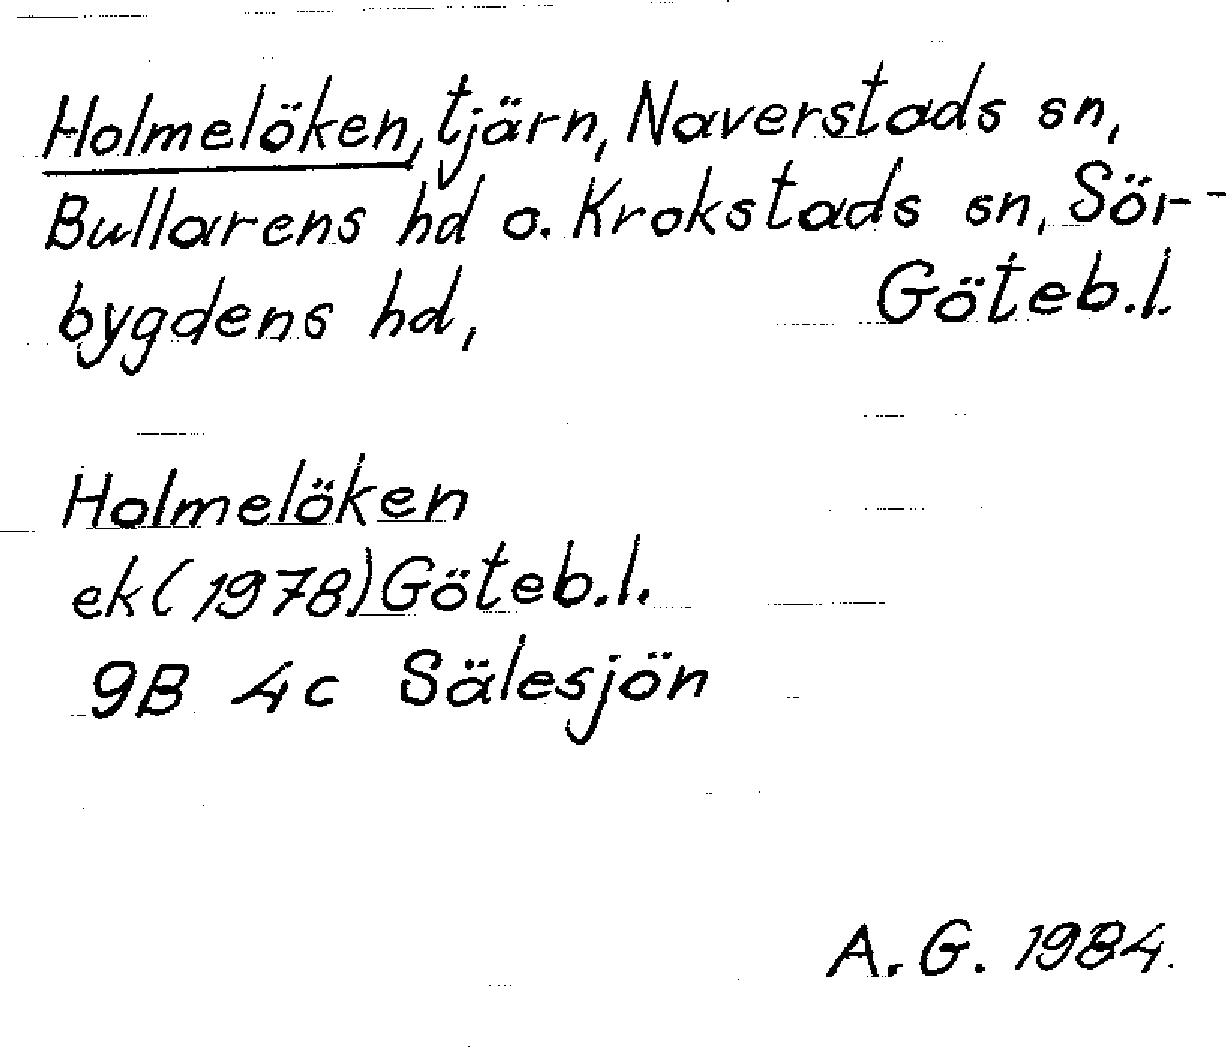 Holmelöken, tjärn, Naverstads sn,
Bullarens hd o. Krokstads sn, Sör-
bygdens hd, Göteb.l.
Holmelöken
ek (1978) Göteb.l.
9B 4c Sälesjön
A.G. 1984.